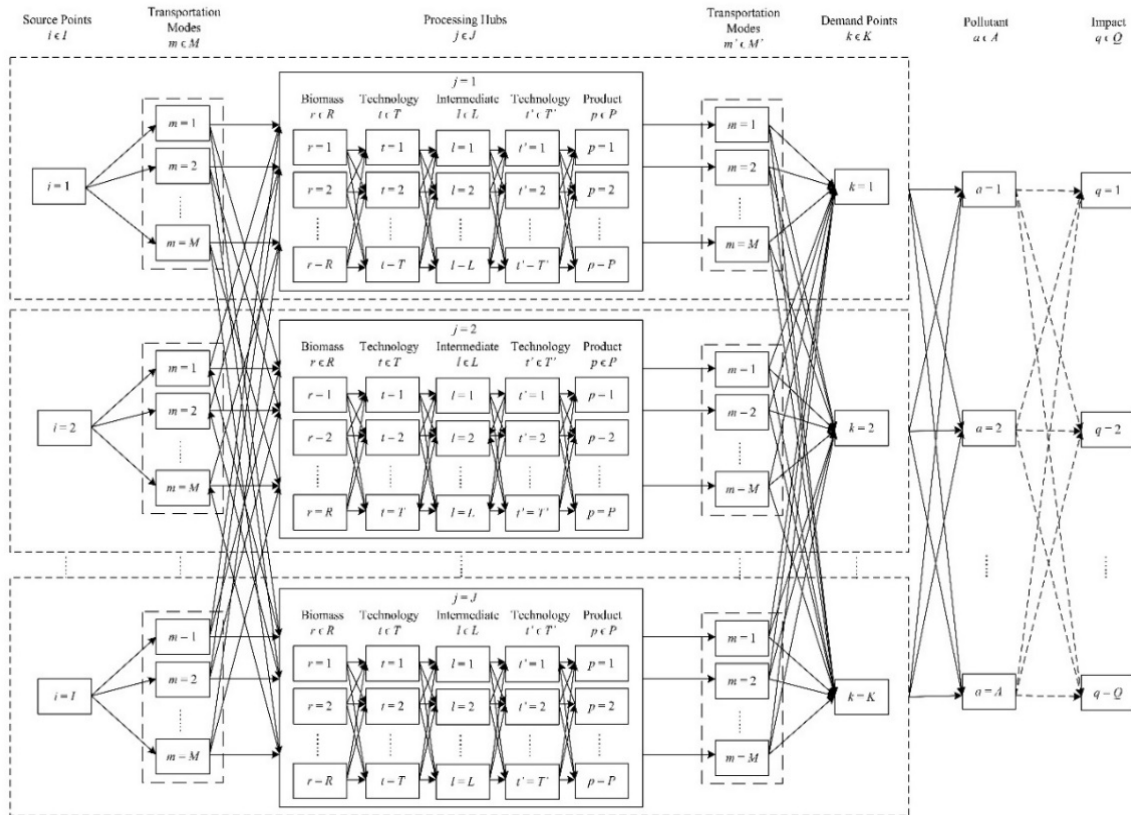 Source Points
i ϵ I
Transportation
Modes
m ϵ M
Processing Hubs
j ϵ J
Transportation
Modes
m' ϵ M'
Demand Points
k ϵ K
Pollutant
a ϵ A
Impact
q ϵ Q
i = 1
m = 1
m = 2
m = M
j = 1
Biomass
r ϵ R
Technology
t ϵ T
Intermediate
l ϵ L
Technology
t' ϵ T'
Product
p ϵ P
r = 1
t = 1
l = 1
t' = 1
p = 1
r = 2
t = 2
l = 2
t' = 2
p = 2
r − R
t − T
l − L
t' − T'
p − P
m = 1
m = 2
m = M
k = 1
a = 1
q = 1
i = 2
m = 1
m = 2
m = M
j = 2
Biomass
r ϵ R
Technology
t ϵ T
Intermediate
l ϵ L
Technology
t' ϵ T'
Product
p ϵ P
r − 1
t − 1
l = 1
t' = 1
p − 1
r − 2
t − 2
l = 2
t' = 2
p − 2
r = R
t = T
l = L
t' = T'
p = P
m − 1
m − 2
m − M
k = 2
a = 2
q = 2
i = I
m − 1
m = 2
m − M
j = J
Biomass
r ϵ R
Technology
t ϵ T
Intermediate
l ϵ L
Technology
t' ϵ T'
Product
p ϵ P
r = 1
t = 1
l = 1
t' = 1
p = 1
r = 2
t = 2
l = 2
t' = 2
p = 2
r − R
t − T
l = L
t' = T'
p − P
m = 1
m = 2
m = M
k = K
a = A
q − Q